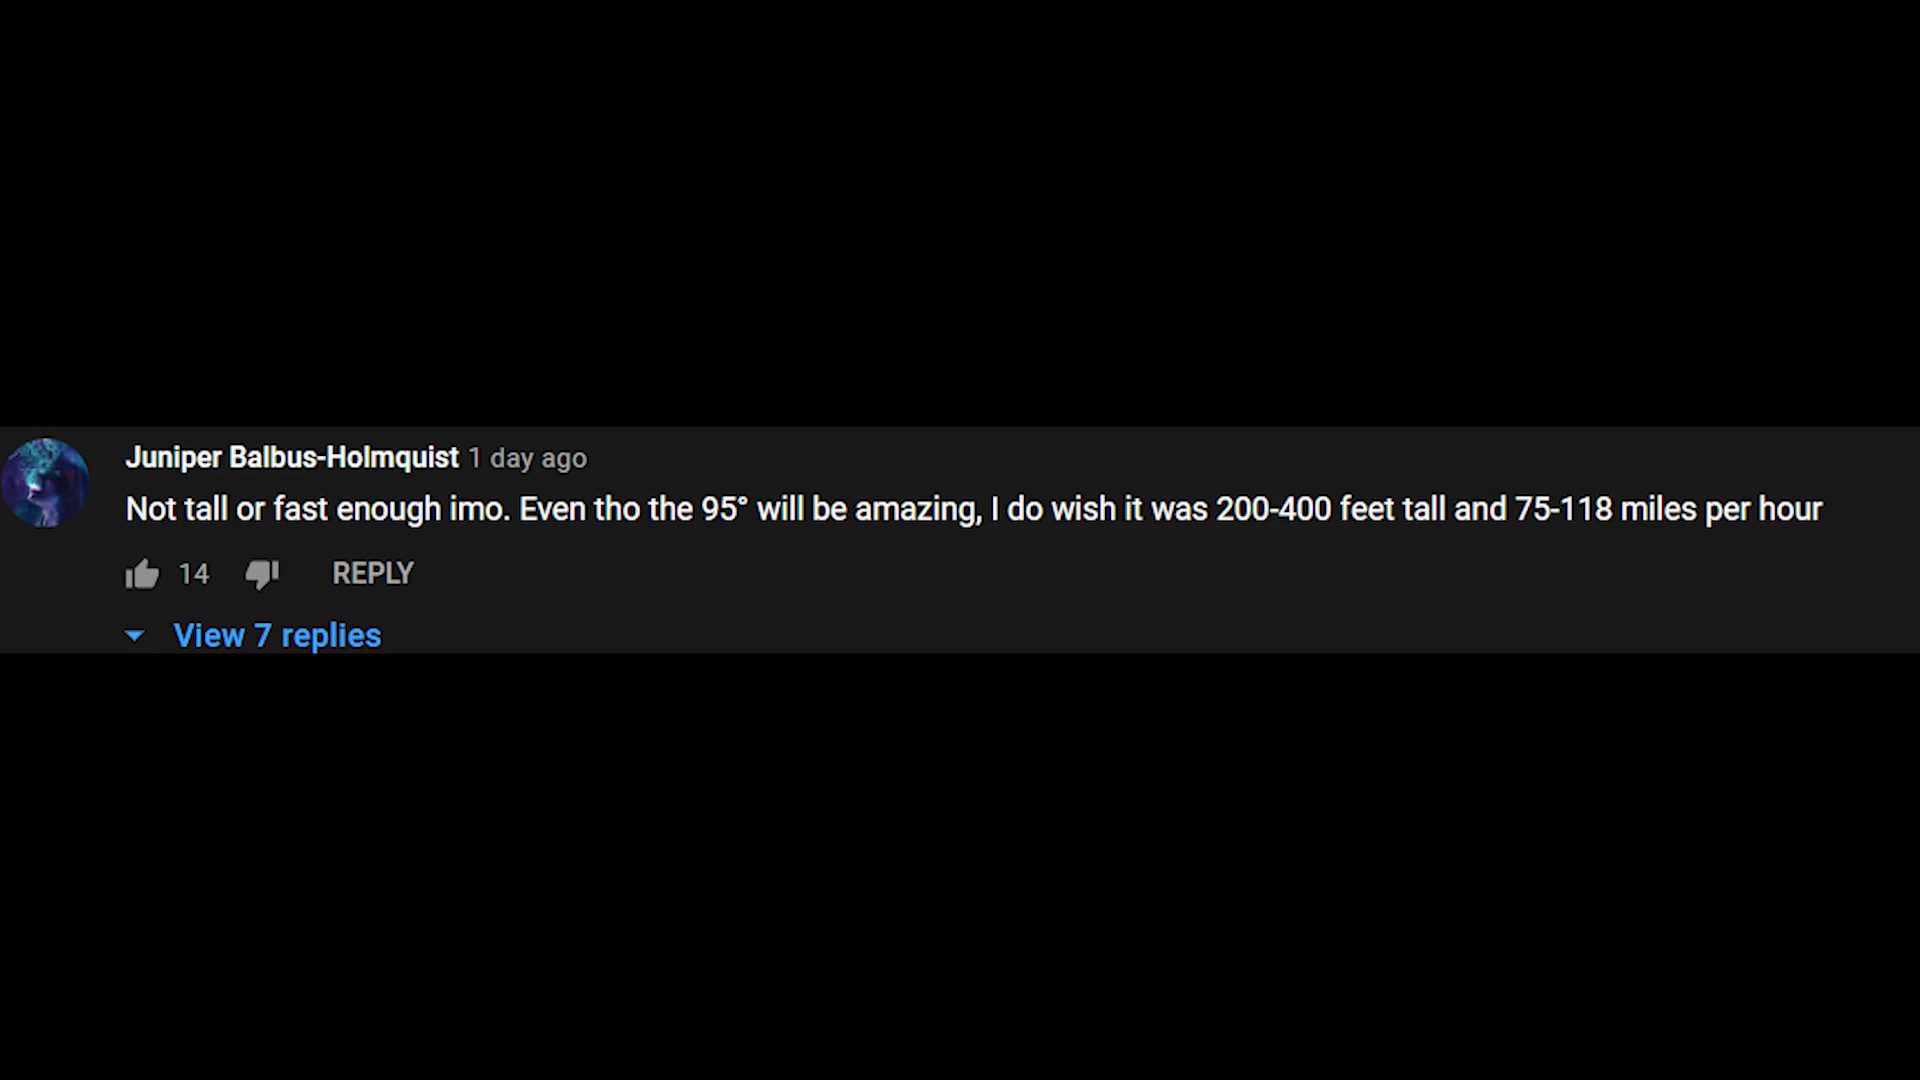 Juniper Balbus-Holmquist 1 day ago
Not tall or fast enough imo. Even tho the 95° will be amazing, I do wish it was 200-400 feet tall and 75-118 miles per hour
14 REPLY
View 7 replies